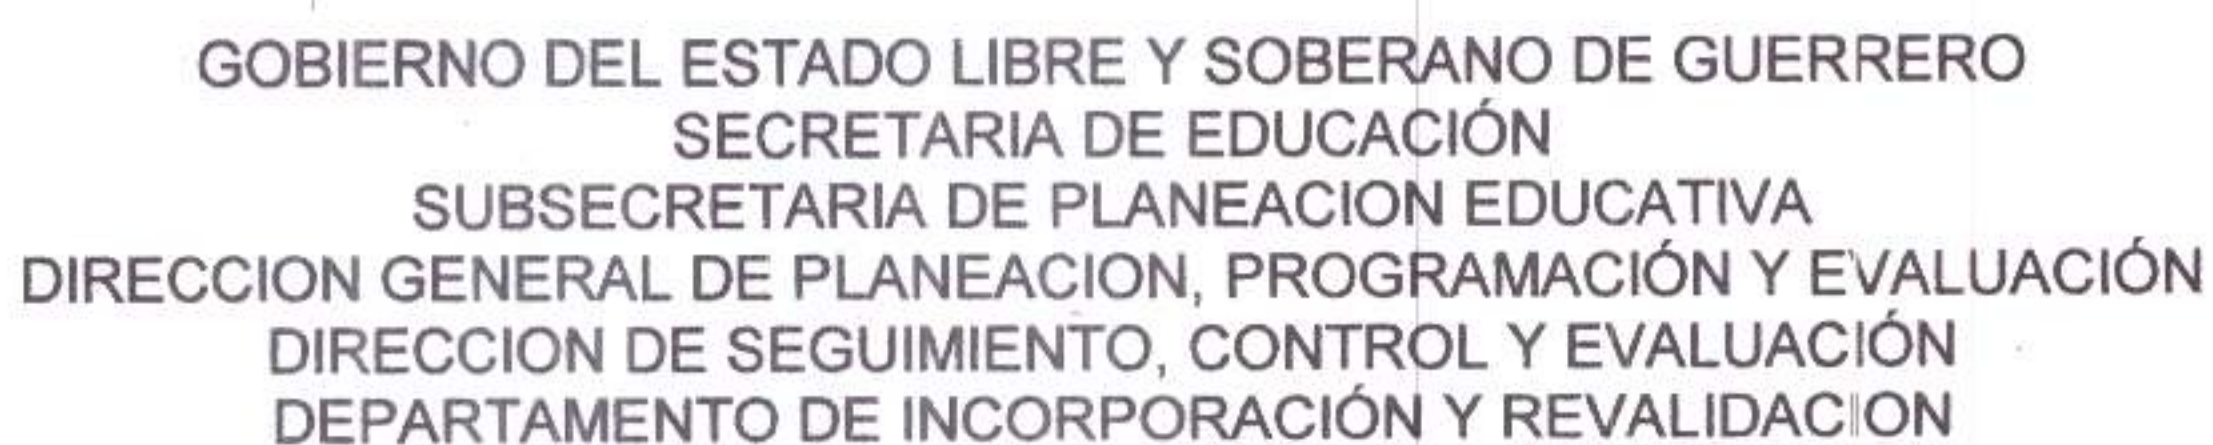 GOBIERNO DEL ESTADO LIBRE Y SOBERANO DE GUERRERO
SECRETARIA DE EDUCACIÓN
SUBSECRETARIA DE PLANEACION EDUCATIVA
DIRECCION GENERAL DE PLANEACION, PROGRAMACIÓN Y EVALUACIÓN
DIRECCION DE SEGUIMIENTO, CONTROL Y EVALUACIÓN
DEPARTAMENTO DE INCORPORACIÓN Y REVALIDACION